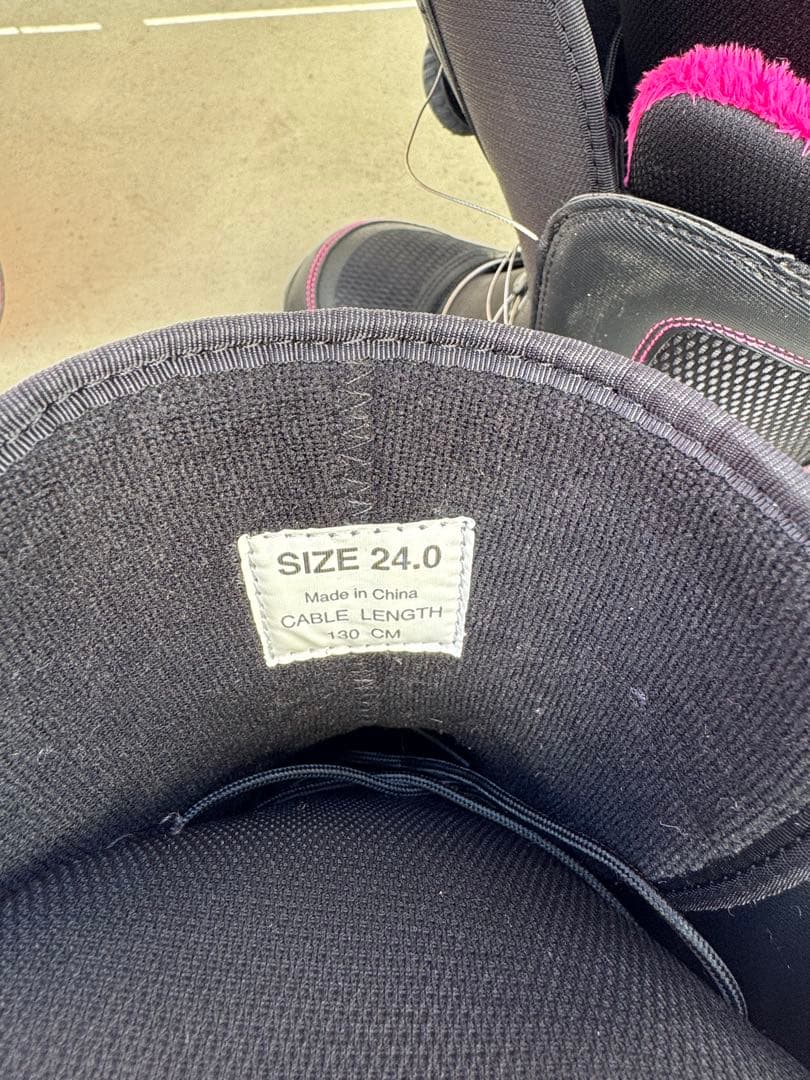 SIZE 24.0
Made in China
CABLE LENGTH
130 CM